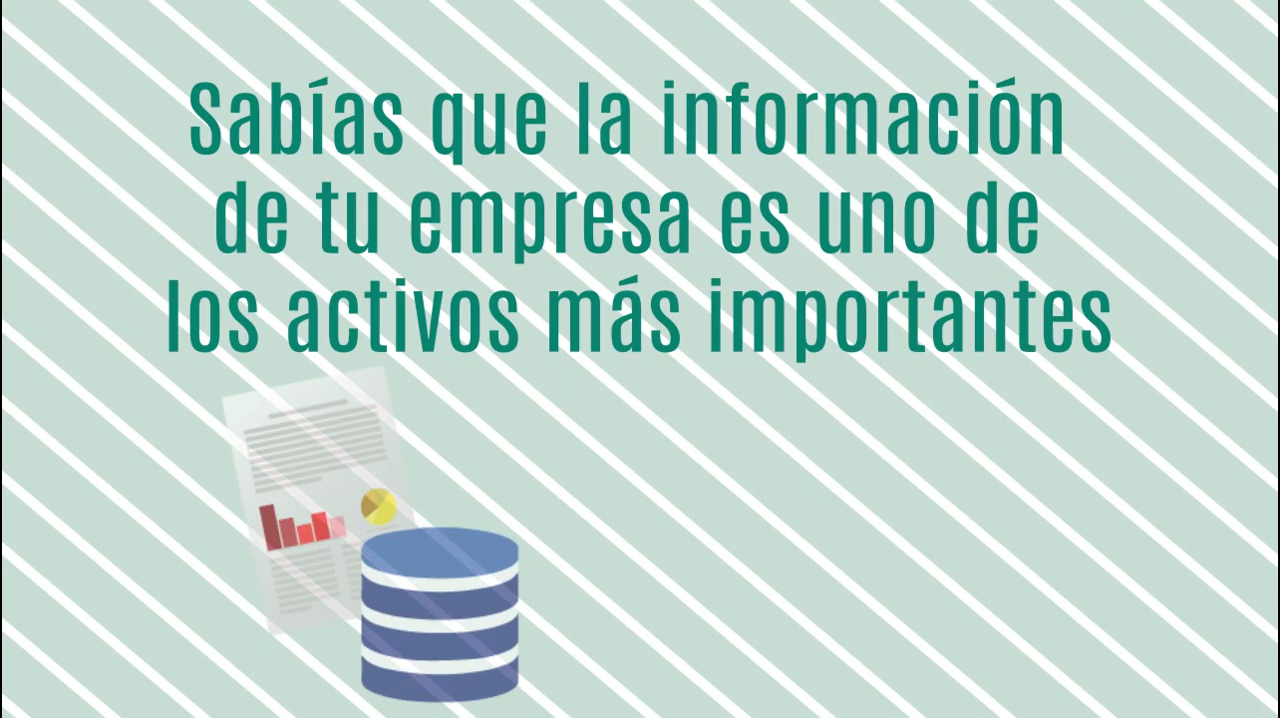 Sabías que la información
de tu empresa es uno de
los activos más importantes